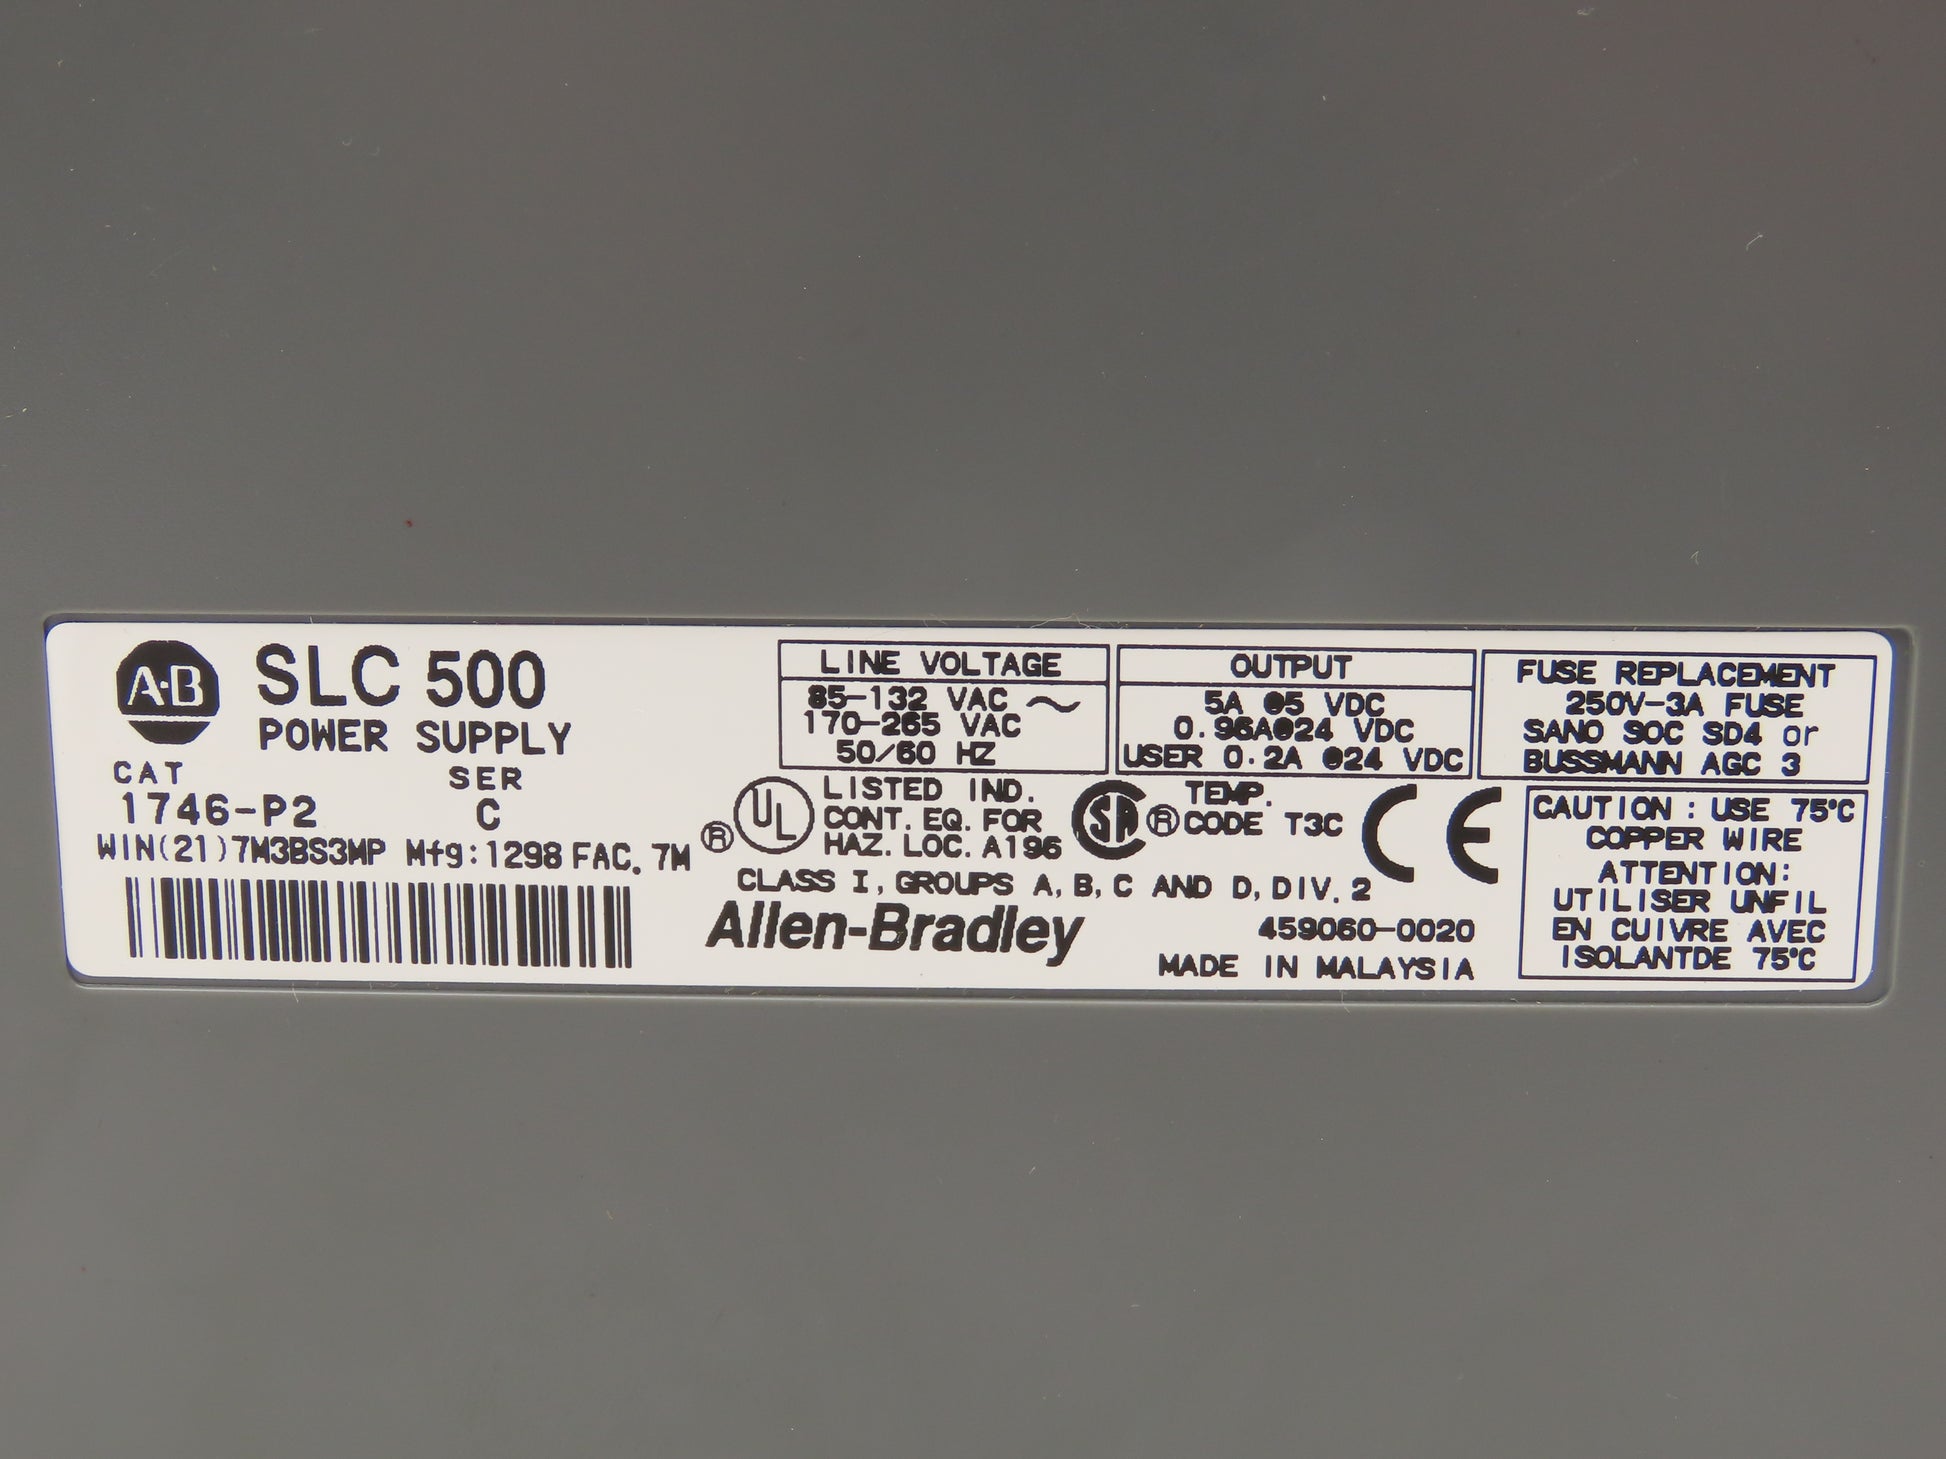 A·B
SLC 500
POWER SUPPLY
CAT SER
1746-P2 C
WIN(21)7M3BS3MP Mfg:1298 FAC. 7M
LINE VOLTAGE
85-132 VAC ~
170-265 VAC
50/60 HZ
OUTPUT
5A @5 VDC
0.96A@24 VDC
USER 0.2A @24 VDC
FUSE REPLACEMENT
250V-3A FUSE
SANO SOC SD4 or
BUSSMANN AGC 3
® UL
LISTED IND.
CONT. EQ. FOR
HAZ. LOC. A196
SA ®
TEMP.
CODE T3C
CE
CLASS I, GROUPS A, B, C AND D, DIV. 2
Allen-Bradley
459060-0020
MADE IN MALAYSIA
CAUTION : USE 75°C
COPPER WIRE
ATTENTION:
UTILISER UNFIL
EN CUIVRE AVEC
ISOLANTDE 75°C